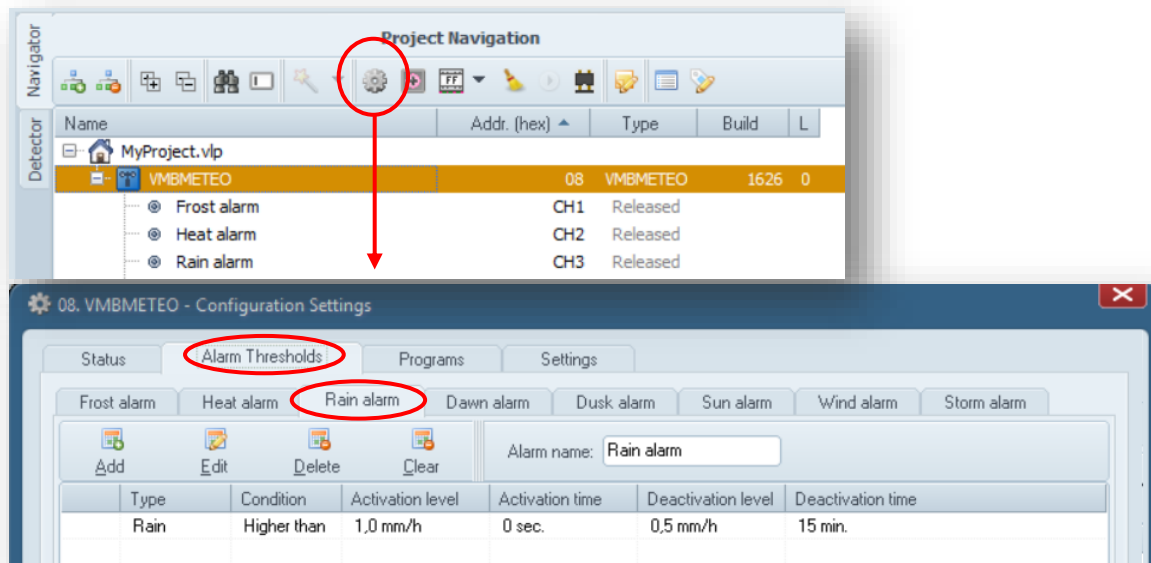 Project Navigation
Navigator
Detector
FF
Name Addr. (hex) Type Build L
MyProject.vlp
VMBMETEO 08 VMBMETEO 1626 0
Frost alarm CH1 Released
Heat alarm CH2 Released
Rain alarm CH3 Released
08. VMBMETEO - Configuration Settings
Status Alarm Thresholds Programs Settings
Frost alarm Heat alarm Rain alarm Dawn alarm Dusk alarm Sun alarm Wind alarm Storm alarm
Add Edit Delete Clear Alarm name: Rain alarm
Type Condition Activation level Activation time Deactivation level Deactivation time
Rain Higher than 1,0 mm/h 0 sec. 0,5 mm/h 15 min.